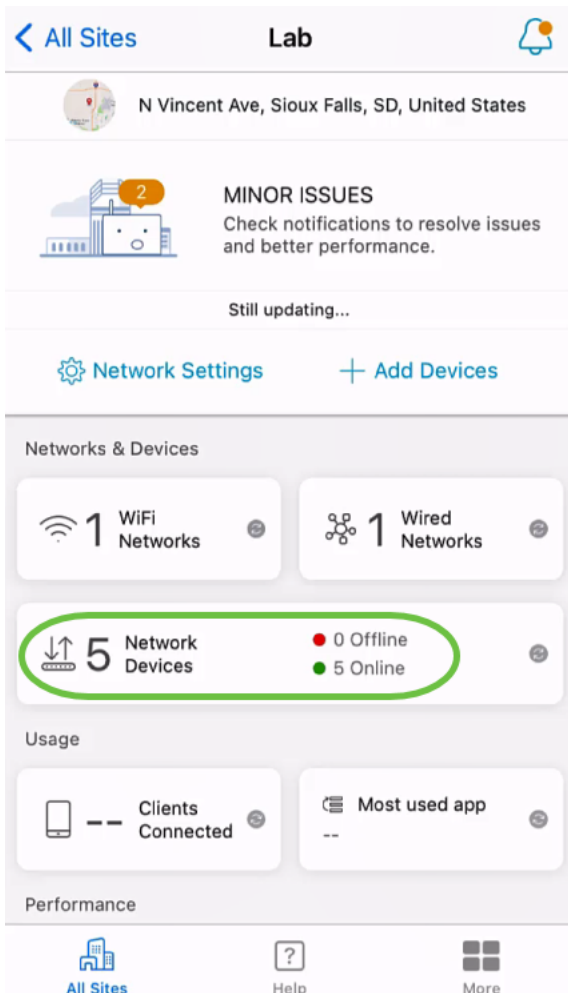 All Sites
Lab
N Vincent Ave, Sioux Falls, SD, United States
2
MINOR ISSUES
Check notifications to resolve issues
and better performance.
Still updating...
Network Settings
Add Devices
Networks & Devices
1 WiFi
Networks
1 Wired
Networks
5 Network
Devices
0 Offline
5 Online
Usage
-- Clients
Connected
Most used app
--
Performance
All Sites
Help
More